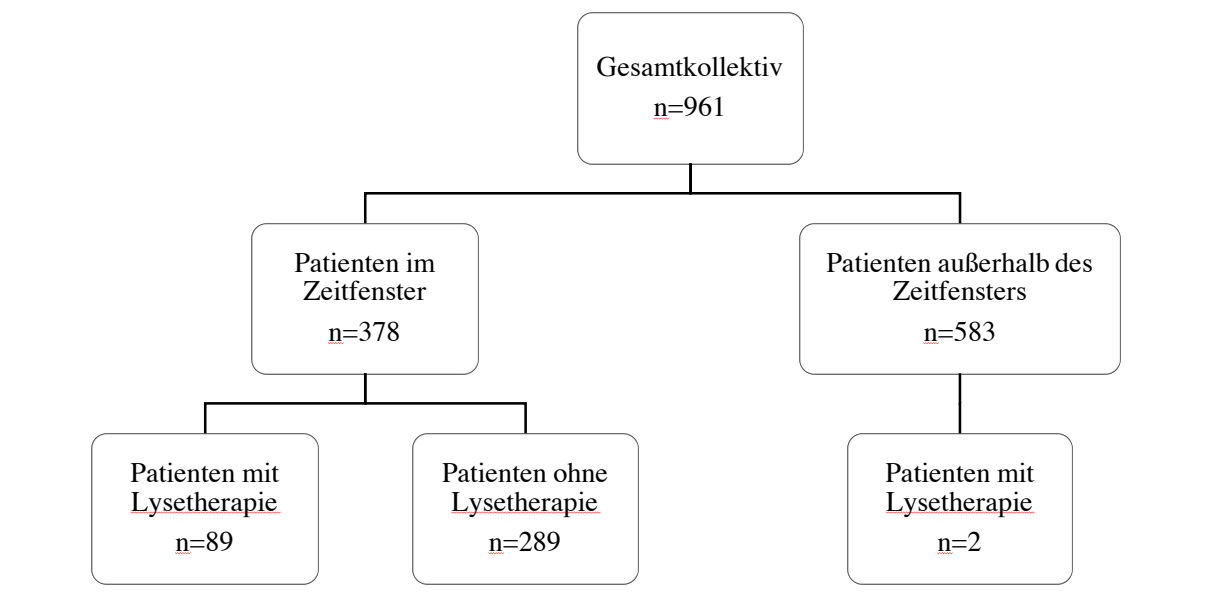 Gesamtkollektiv
n=961
Patienten im
Zeitfenster
n=378
Patienten außerhalb des
Zeitfensters
n=583
Patienten mit
Lysetherapie
n=89
Patienten ohne
Lysetherapie
n=289
Patienten mit
Lysetherapie
n=2